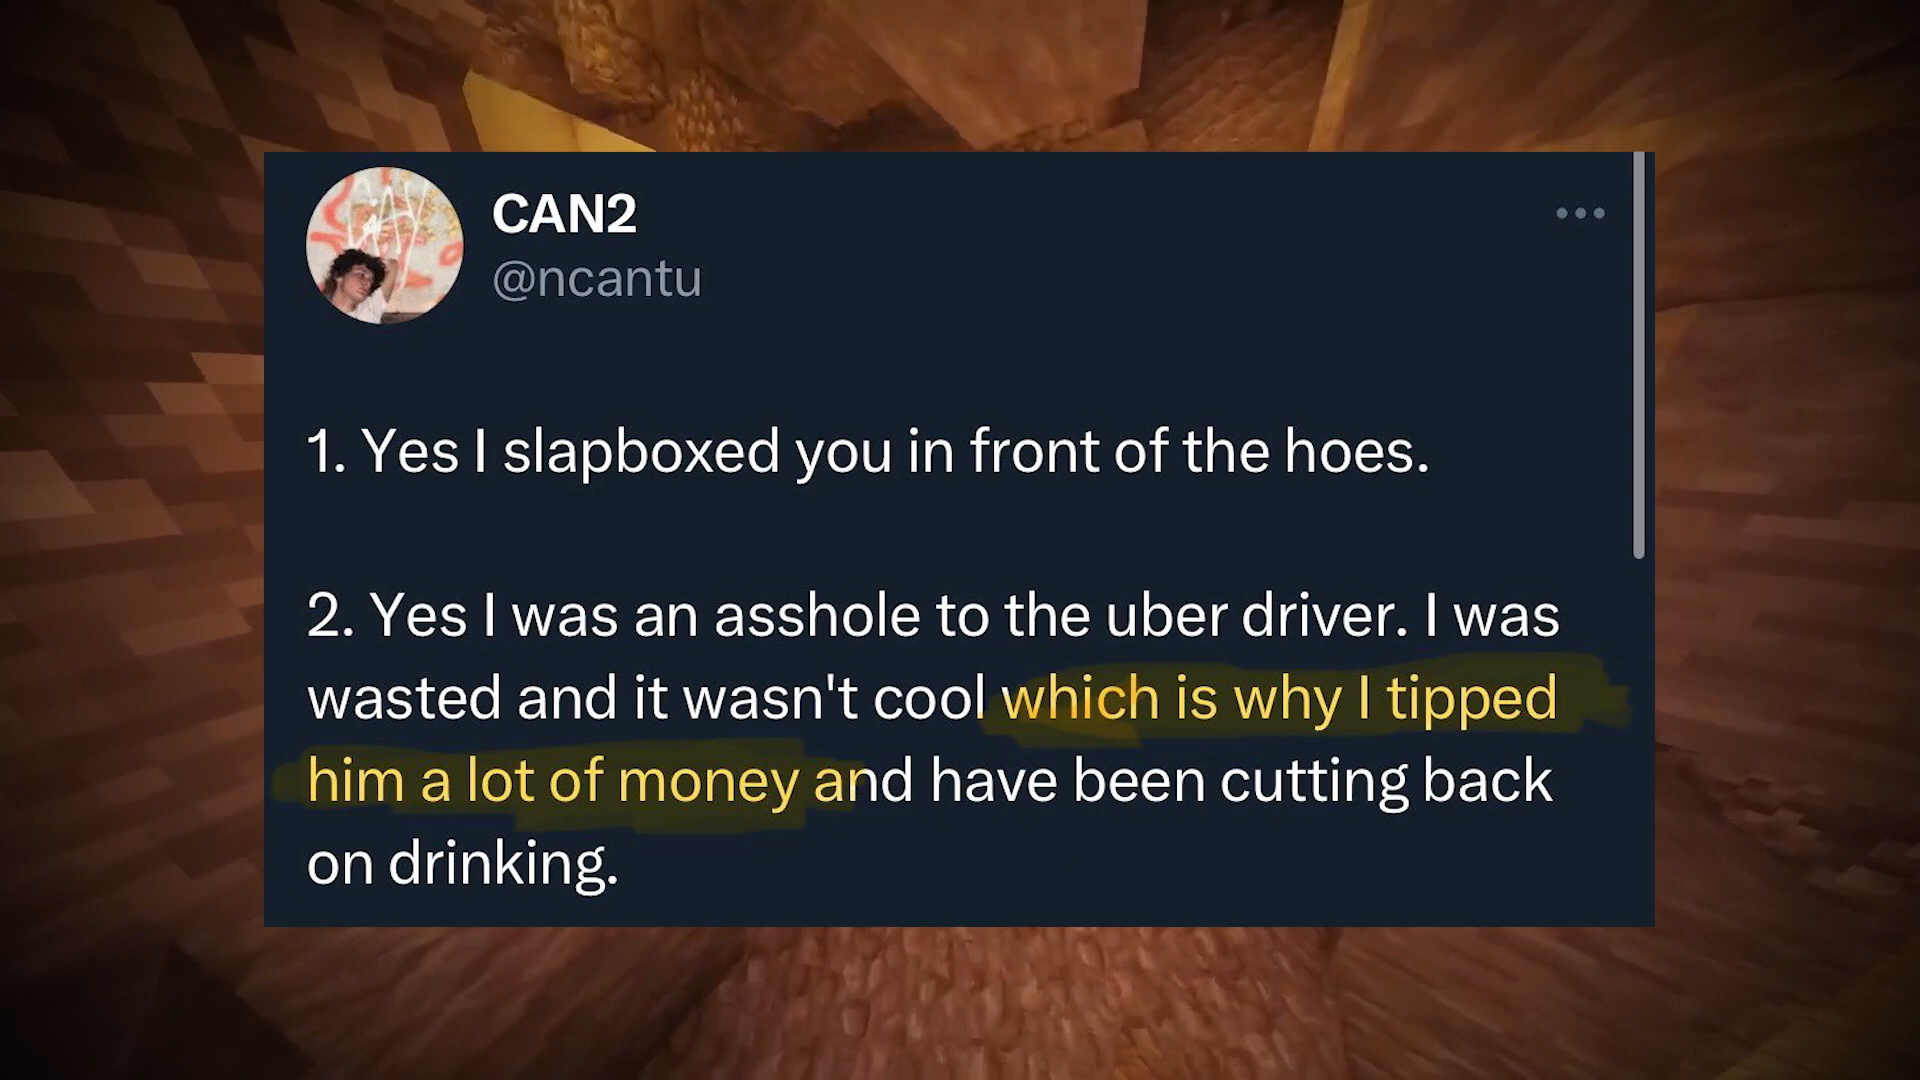 CAN2
@ncantu
1. Yes I slapboxed you in front of the hoes.
2. Yes I was an asshole to the uber driver. I was
wasted and it wasn't cool which is why I tipped
him a lot of money and have been cutting back
on drinking.